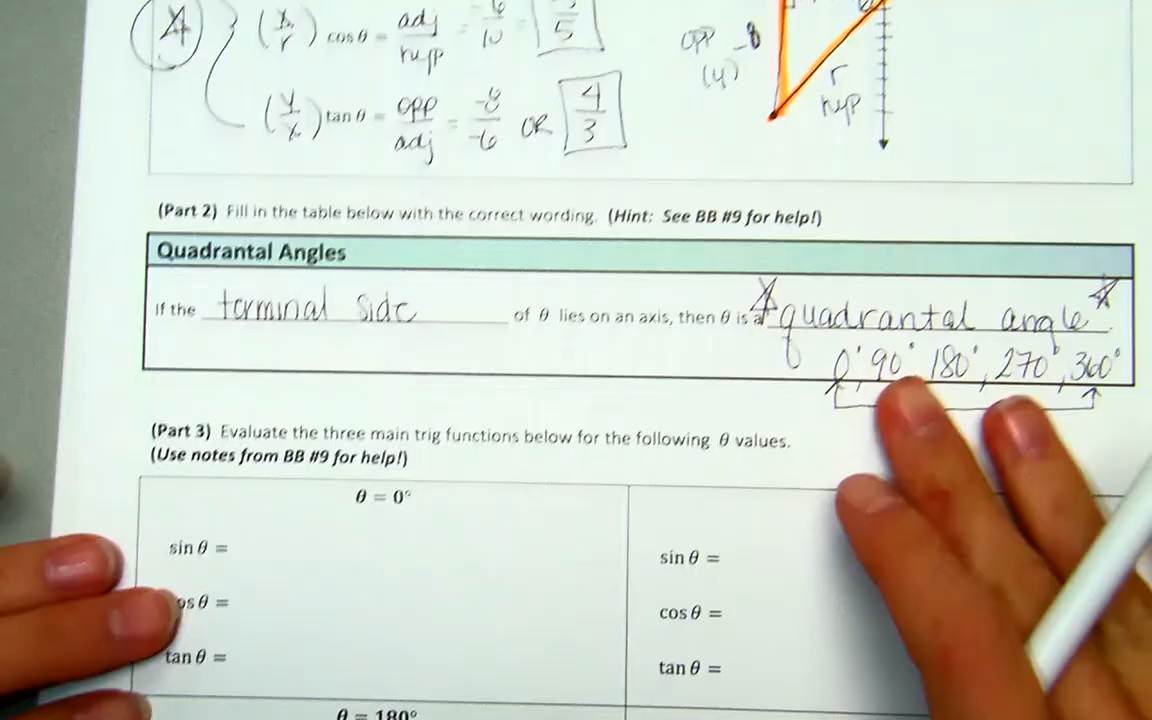 (x/r) cos θ = adj/hyp = -6/10 = 5
opp -8
(y)
r
hyp
(y/x) tan θ = opp/adj = -8/-6 OR 4/3
(Part 2) Fill in the table below with the correct wording. (Hint: See BB #9 for help!)
Quadrantal Angles
If the terminal side of θ lies on an axis, then θ is a quadrantal angle.
0°, 90°, 180°, 270°, 360°
(Part 3) Evaluate the three main trig functions below for the following θ values.
(Use notes from BB #9 for help!)
θ = 0°
sin θ =
sin θ =
os θ =
cos θ =
tan θ =
tan θ =
θ = 180°